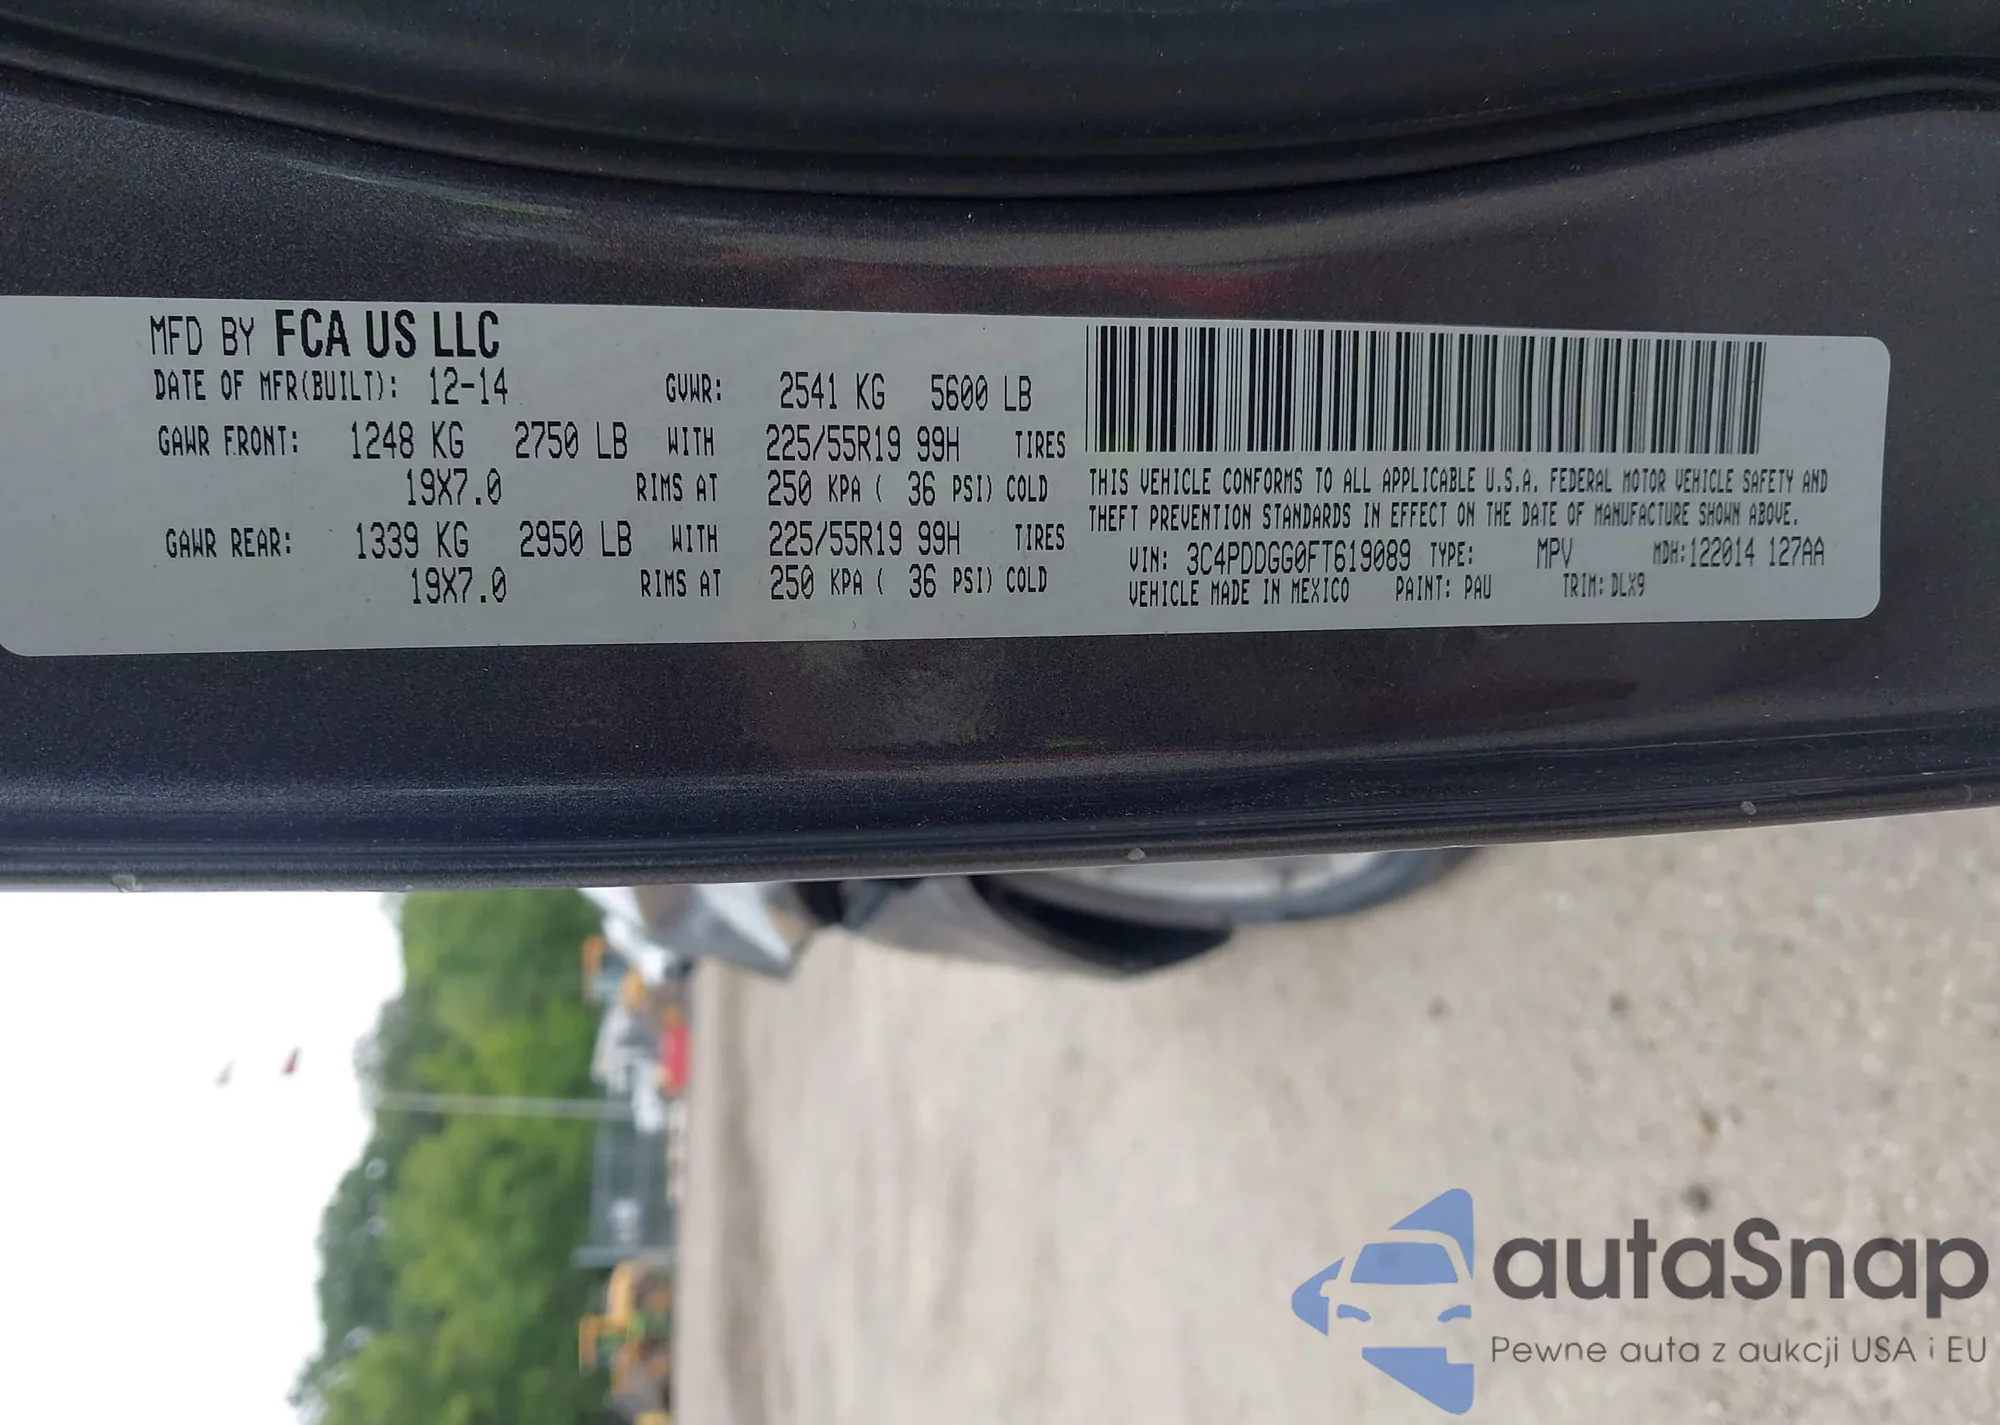 MFD BY FCA US LLC
DATE OF MFR(BUILT): 12-14 GVWR: 2541 KG 5600 LB
GAWR FRONT: 1248 KG 2750 LB WITH 225/55R19 99H TIRES
19X7.0 RIMS AT 250 KPA ( 36 PSI) COLD
GAWR REAR: 1339 KG 2950 LB WITH 225/55R19 99H TIRES
19X7.0 RIMS AT 250 KPA ( 36 PSI) COLD
THIS VEHICLE CONFORMS TO ALL APPLICABLE U.S.A. FEDERAL MOTOR VEHICLE SAFETY AND
THEFT PREVENTION STANDARDS IN EFFECT ON THE DATE OF MANUFACTURE SHOWN ABOVE.
VIN: 3C4PDDGG0FT619089 TYPE: MPV MDH:122014 127AA
VEHICLE MADE IN MEXICO PAINT: PAU TRIM: DLX9
autaSnap
Pewne auta z aukcji USA i EU